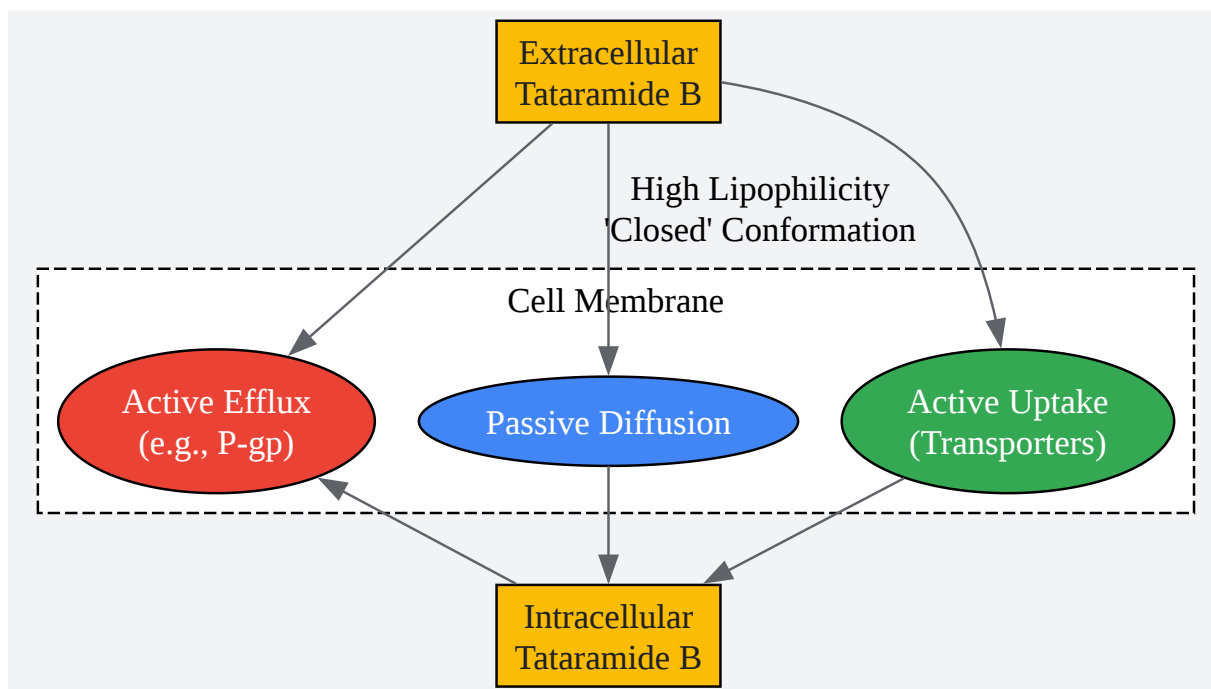 Extracellular
Tataramide B
High Lipophilicity
'Closed' Conformation
Cell Membrane
Active Efflux
(e.g., P-gp)
Passive Diffusion
Active Uptake
(Transporters)
Intracellular
Tataramide B